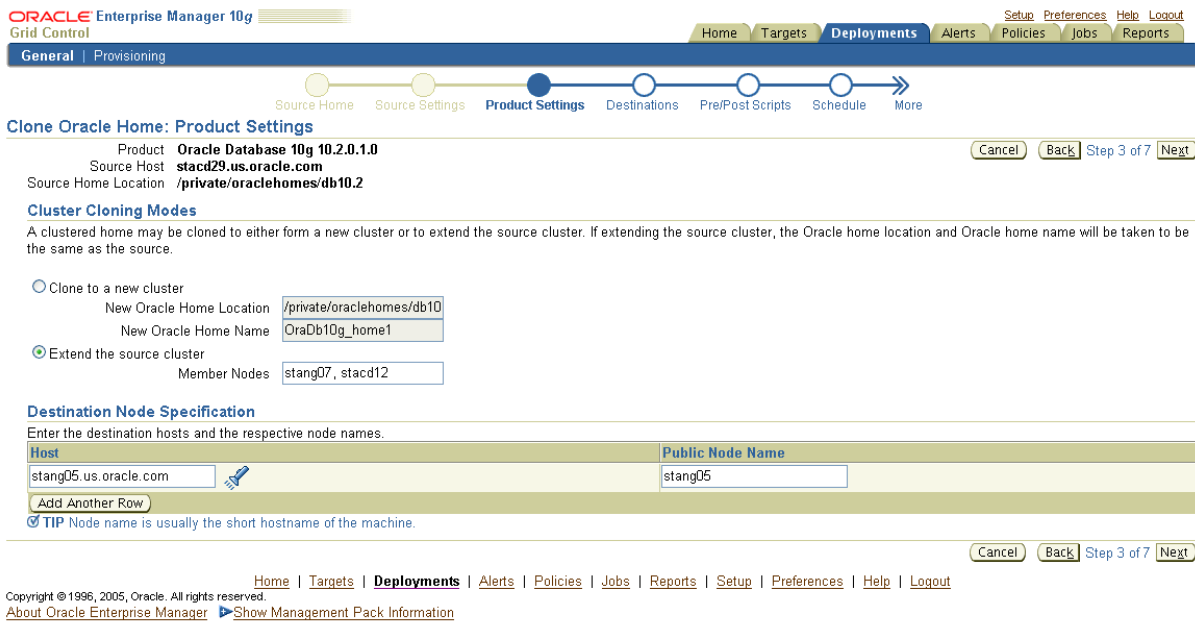 ORACLE Enterprise Manager 10g
Grid Control
Setup Preferences Help Logout
Home Targets Deployments Alerts Policies Jobs Reports
General | Provisioning
Source Home Source Settings Product Settings Destinations Pre/Post Scripts Schedule More
Clone Oracle Home: Product Settings
Product Oracle Database 10g 10.2.0.1.0
Cancel Back Step 3 of 7 Next
Source Host stacd29.us.oracle.com
Source Home Location /private/oraclehomes/db10.2
Cluster Cloning Modes
A clustered home may be cloned to either form a new cluster or to extend the source cluster. If extending the source cluster, the Oracle home location and Oracle home name will be taken to be
the same as the source.
Clone to a new cluster
New Oracle Home Location /private/oraclehomes/db10
New Oracle Home Name OraDb10g_home1
Extend the source cluster
Member Nodes stang07, stacd12
Destination Node Specification
Enter the destination hosts and the respective node names.
Host Public Node Name
stang05.us.oracle.com stang05
Add Another Row
TIP Node name is usually the short hostname of the machine.
Cancel Back Step 3 of 7 Next
Home | Targets | Deployments | Alerts | Policies | Jobs | Reports | Setup | Preferences | Help | Logout
Copyright © 1996, 2005, Oracle. All rights reserved.
About Oracle Enterprise Manager Show Management Pack Information